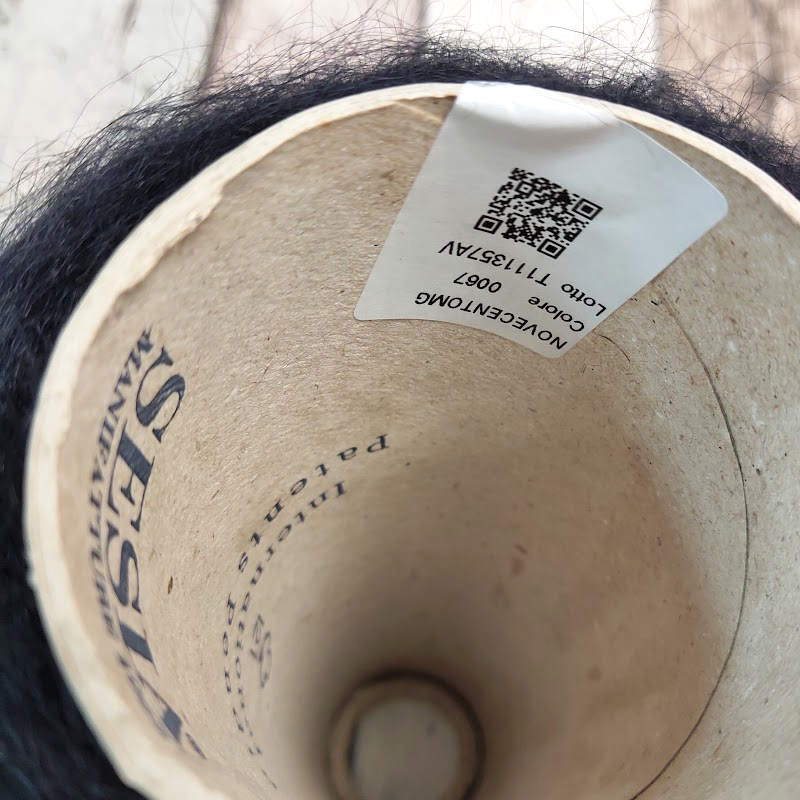 NOVECENTOMG
Colore 0067
Lotto T111357AV
SESIA
MANIFATTURE
International
Patents